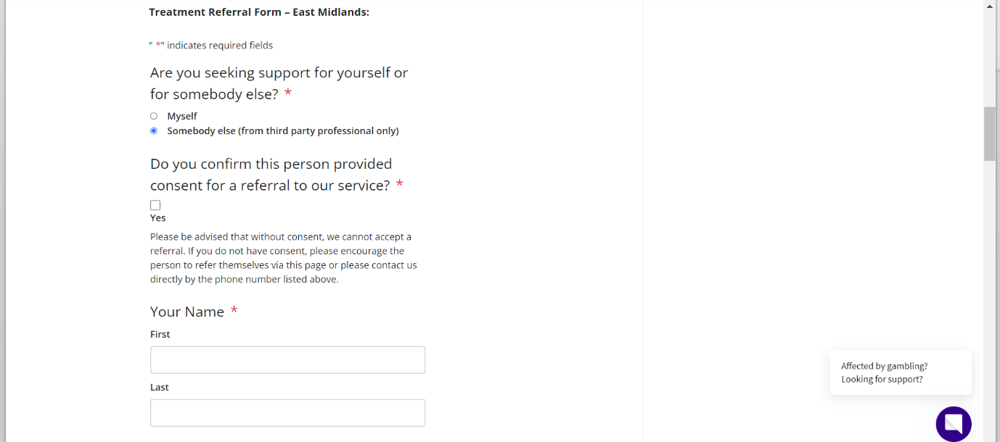 Treatment Referral Form – East Midlands:
" *" indicates required fields
Are you seeking support for yourself or
for somebody else? *
Myself
Somebody else (from third party professional only)
Do you confirm this person provided
consent for a referral to our service? *
Yes
Please be advised that without consent, we cannot accept a
referral. If you do not have consent, please encourage the
person to refer themselves via this page or please contact us
directly by the phone number listed above.
Your Name *
First
Last
Affected by gambling?
Looking for support?